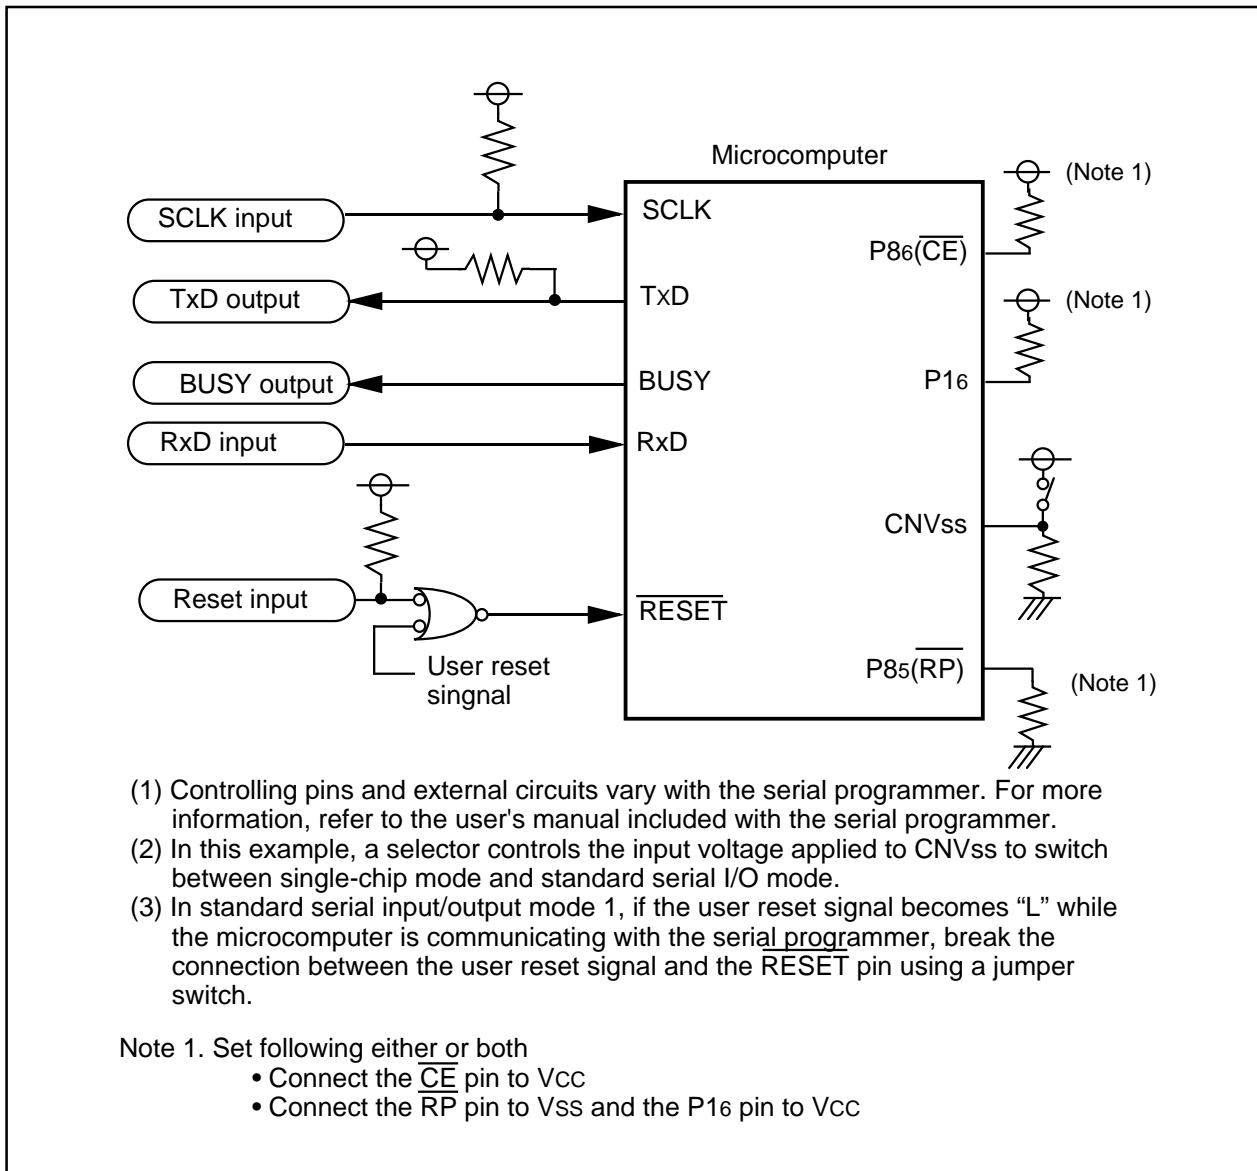 Microcomputer
SCLK input
SCLK
TxD output
TxD
BUSY output
BUSY
RxD input
RxD
Reset input
RESET
User reset
singnal
P86(CE)
(Note 1)
P16
(Note 1)
CNVss
P85(RP)
(Note 1)
(1) Controlling pins and external circuits vary with the serial programmer. For more
information, refer to the user's manual included with the serial programmer.
(2) In this example, a selector controls the input voltage applied to CNVss to switch
between single-chip mode and standard serial I/O mode.
(3) In standard serial input/output mode 1, if the user reset signal becomes “L” while
the microcomputer is communicating with the serial programmer, break the
connection between the user reset signal and the RESET pin using a jumper
switch.
Note 1. Set following either or both
• Connect the CE pin to VCC
• Connect the RP pin to VSS and the P16 pin to VCC